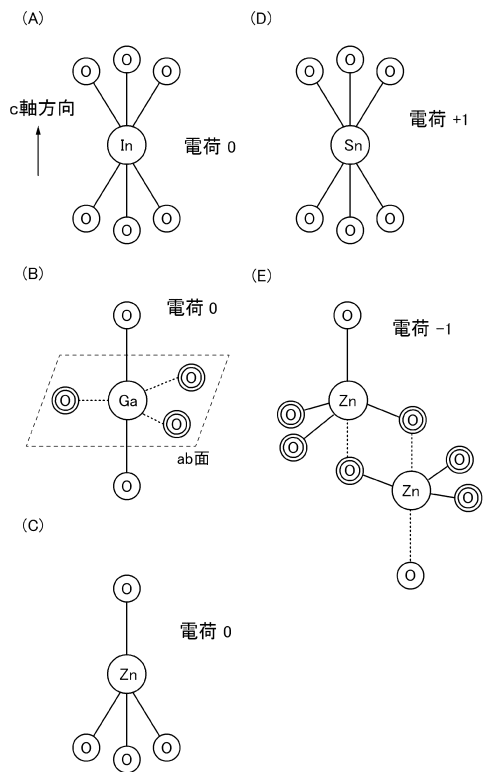 (A)
O O O
c軸方向
In
電荷 0
O O O
(B)
電荷 0
O
O
O Ga
O
ab面
O
(C)
O
電荷 0
Zn
O O O
(D)
O O O
電荷 +1
Sn
O O O
(E)
O
電荷 −1
Zn
O O
O O
O Zn O
O